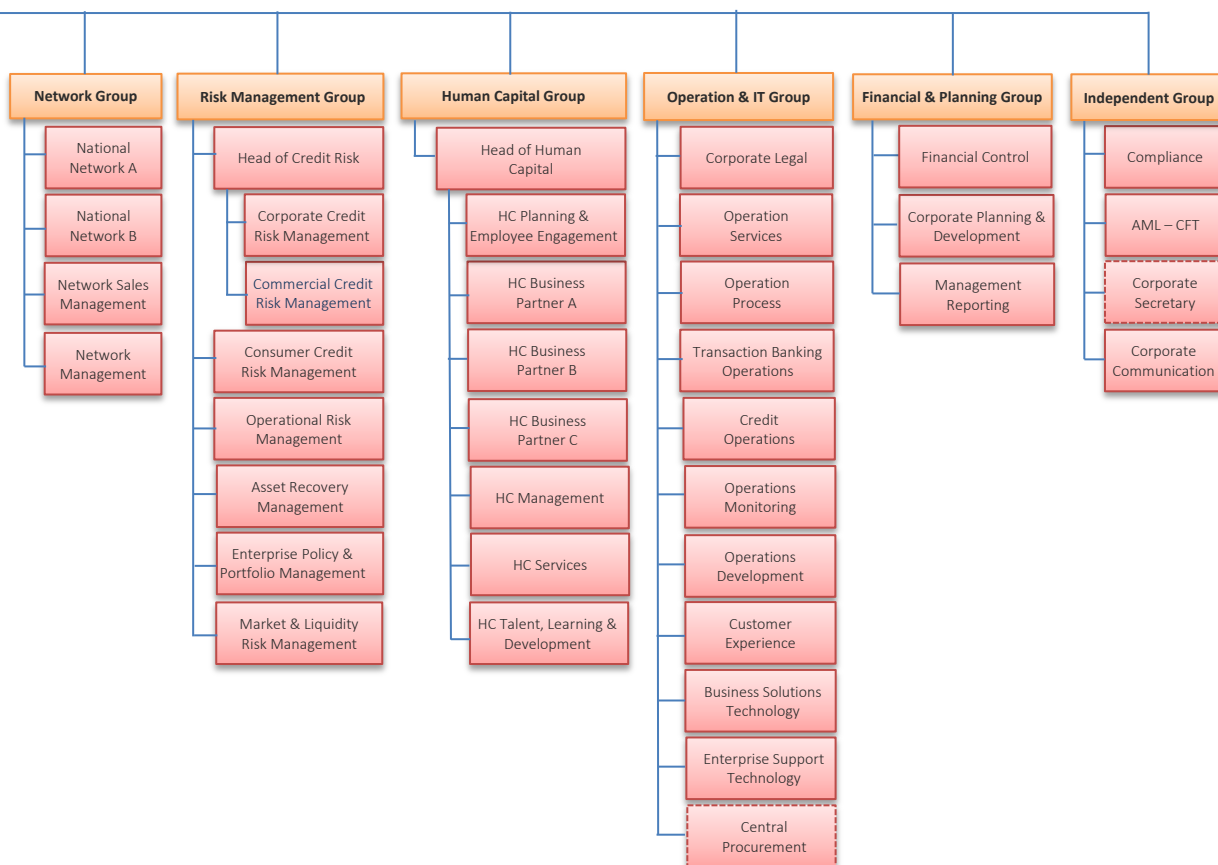 Network Group
National
Network A
National
Network B
Network Sales
Management
Network
Management
Risk Management Group
Head of Credit Risk
Corporate Credit
Risk Management
Commercial Credit
Risk Management
Consumer Credit
Risk Management
Operational Risk
Management
Asset Recovery
Management
Enterprise Policy &
Portfolio Management
Market & Liquidity
Risk Management
Human Capital Group
Head of Human
Capital
HC Planning &
Employee Engagement
HC Business
Partner A
HC Business
Partner B
HC Business
Partner C
HC Management
HC Services
HC Talent, Learning &
Development
Operation & IT Group
Corporate Legal
Operation
Services
Operation
Process
Transaction Banking
Operations
Credit
Operations
Operations
Monitoring
Operations
Development
Customer
Experience
Business Solutions
Technology
Enterprise Support
Technology
Central
Procurement
Financial & Planning Group
Financial Control
Corporate Planning &
Development
Management
Reporting
Independent Group
Compliance
AML – CFT
Corporate
Secretary
Corporate
Communication